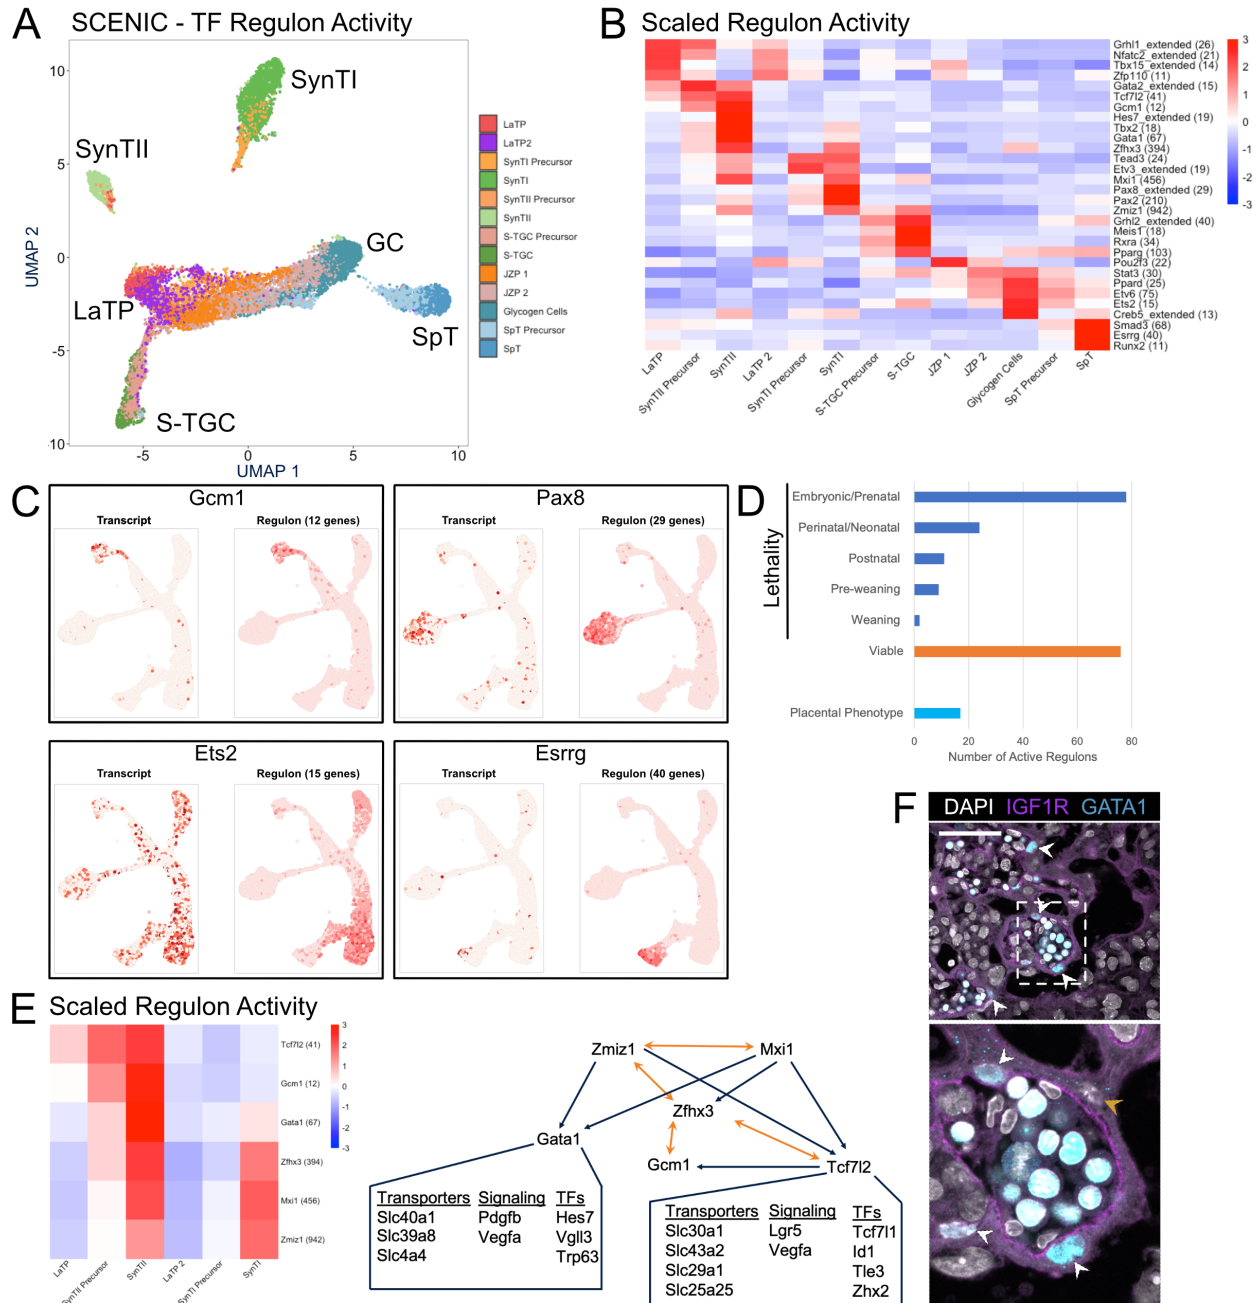 A SCENIC - TF Regulon Activity
10
5
0
-5
-10
-5 0 5 10
UMAP 1
UMAP 2
SynTI
SynTII
GC
LaTP
SpT
S-TGC
LaTP
LaTP2
SynTI Precursor
SynTI
SynTII Precursor
SynTII
S-TGC Precursor
S-TGC
JZP 1
JZP 2
Glycogen Cells
SpT Precursor
SpT
B Scaled Regulon Activity
Grhl1_extended (26)
Nfatc2_extended (21)
Tbx15_extended (14)
Zfp110 (11)
Gata2_extended (15)
Tcf7l2 (41)
Gcm1 (12)
Hes7_extended (19)
Tbx2 (18)
Gata1 (67)
Zfhx3 (394)
Tead3 (24)
Etv3_extended (19)
Mxi1 (456)
Pax8_extended (29)
Pax2 (210)
Zmiz1 (942)
Grhl2_extended (40)
Meis1 (18)
Rxra (34)
Pparg (103)
Pou2f3 (22)
Stat3 (30)
Ppard (25)
Etv6 (75)
Ets2 (15)
Creb5_extended (13)
Smad3 (68)
Esrrg (40)
Runx2 (11)
3
2
1
0
-1
-2
-3
LaTP
SynTII Precursor
SynTII
LaTP 2
SynTI Precursor
SynTI
S-TGC Precursor
S-TGC
JZP 1
JZP 2
Glycogen Cells
SpT Precursor
SpT
C
Gcm1
Transcript Regulon (12 genes)
Pax8
Transcript Regulon (29 genes)
Ets2
Transcript Regulon (15 genes)
Esrrg
Transcript Regulon (40 genes)
D
Lethality
Embryonic/Prenatal
Perinatal/Neonatal
Postnatal
Pre-weaning
Weaning
Viable
Placental Phenotype
0 20 40 60 80
Number of Active Regulons
E Scaled Regulon Activity
Tcf7l2 (41)
Gcm1 (12)
Gata1 (67)
Zfhx3 (394)
Mxi1 (456)
Zmiz1 (942)
3
2
1
0
-1
-2
-3
LaTP
SynTII Precursor
SynTII
LaTP 2
SynTI Precursor
SynTI
Zmiz1 Mxi1
Zfhx3
Gata1
Gcm1 Tcf7l2
Transporters Signaling TFs
Slc40a1 Pdgfb Hes7
Slc39a8 Vegfa Vgll3
Slc4a4 Trp63
Transporters Signaling TFs
Slc30a1 Lgr5 Tcf7l1
Slc43a2 Vegfa Id1
Slc29a1 Tle3
Slc25a25 Zhx2
F
DAPI IGF1R GATA1